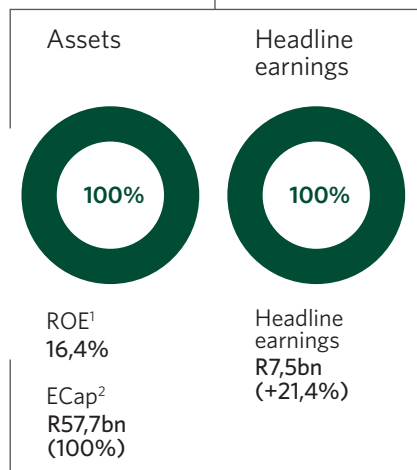 Assets
100%
ROE¹
16,4%
ECap²
R57,7bn
(100%)
Headline
earnings
100%
Headline
earnings
R7,5bn
(+21,4%)